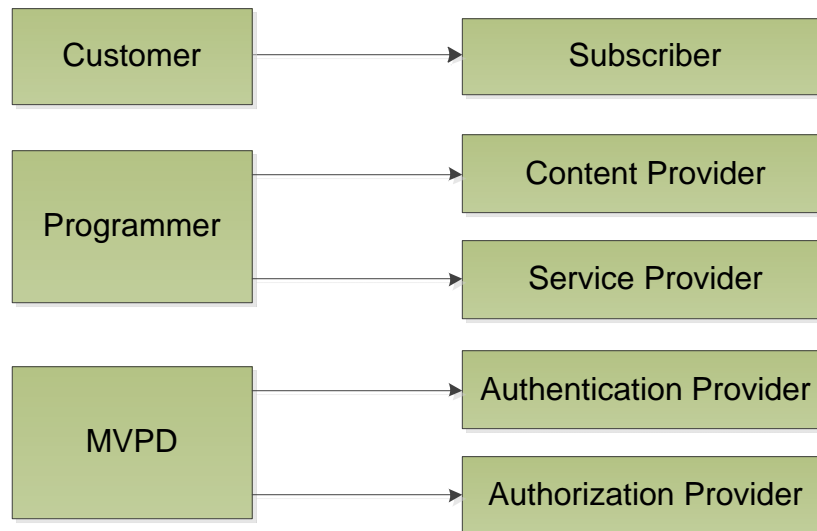 Customer
Subscriber
Programmer
Content Provider
Service Provider
MVPD
Authentication Provider
Authorization Provider